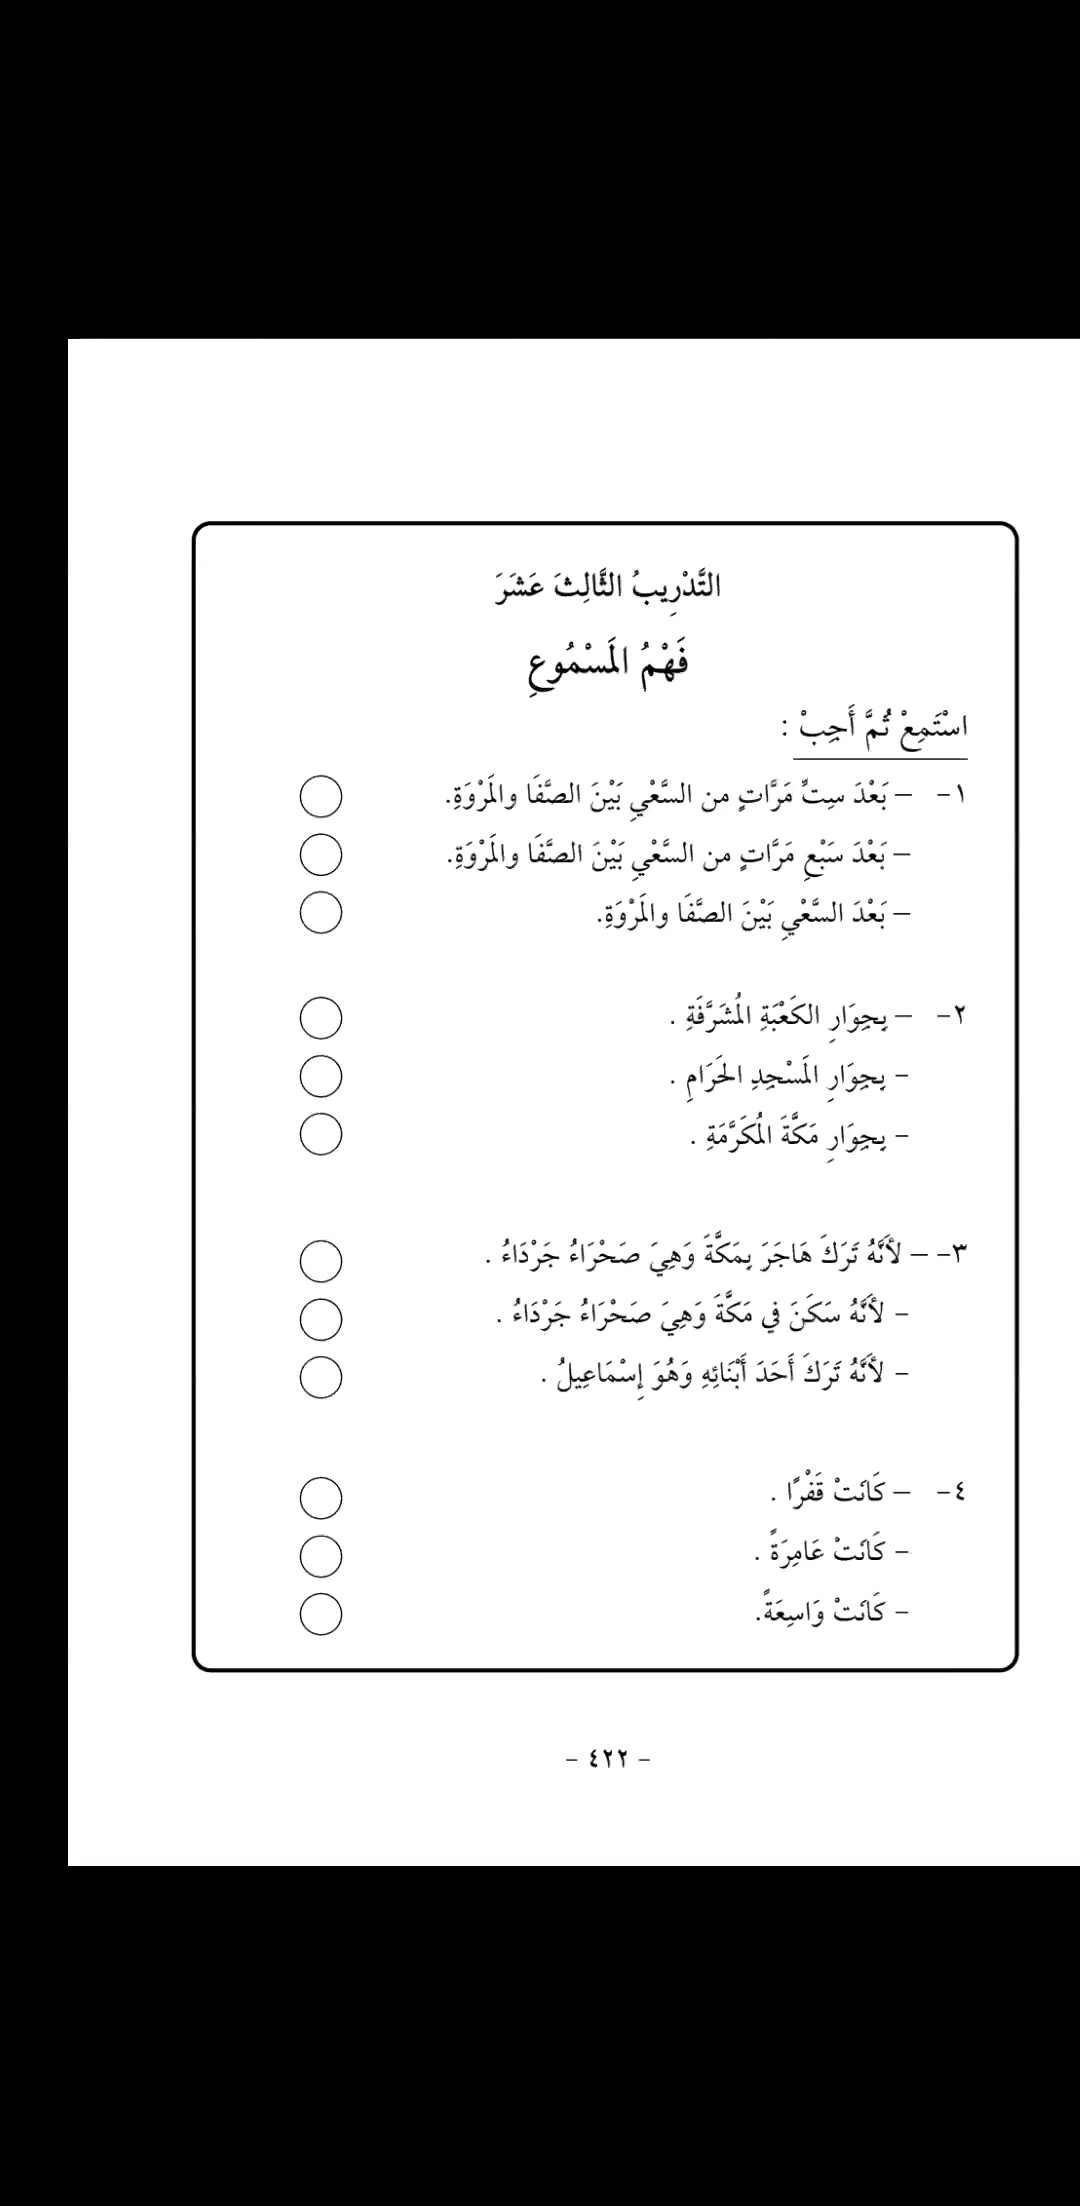 التَّدْرِيبُ الثَّالِثَ عَشَرَ
فَهْمُ المَسْمُوعِ
اسْتَمِعْ ثُمَّ أَجِبْ :
١- – بَعْدَ سِتِّ مَرَّاتٍ من السَّعْيِ بَيْنَ الصَّفَا والمَرْوَةِ.
– بَعْدَ سَبْعِ مَرَّاتٍ من السَّعْيِ بَيْنَ الصَّفَا والمَرْوَةِ.
– بَعْدَ السَّعْيِ بَيْنَ الصَّفَا والمَرْوَةِ.
٢- – بِجِوَارِ الكَعْبَةِ المُشَرَّفَةِ .
– بِجِوَارِ المَسْجِدِ الحَرَامِ .
– بِجِوَارِ مَكَّةَ المُكَرَّمَةِ .
٣- – لأَنَّهُ تَرَكَ هَاجَرَ بِمَكَّةَ وَهِيَ صَحْرَاءُ جَرْدَاءُ .
– لأَنَّهُ سَكَنَ فِي مَكَّةَ وَهِيَ صَحْرَاءُ جَرْدَاءُ .
– لأَنَّهُ تَرَكَ أَحَدَ أَبْنَائِهِ وَهُوَ إِسْمَاعِيلُ .
٤- – كَانَتْ قَفْرًا .
– كَانَتْ عَامِرَةً .
– كَانَتْ وَاسِعَةً.
– ٤٢٢ –